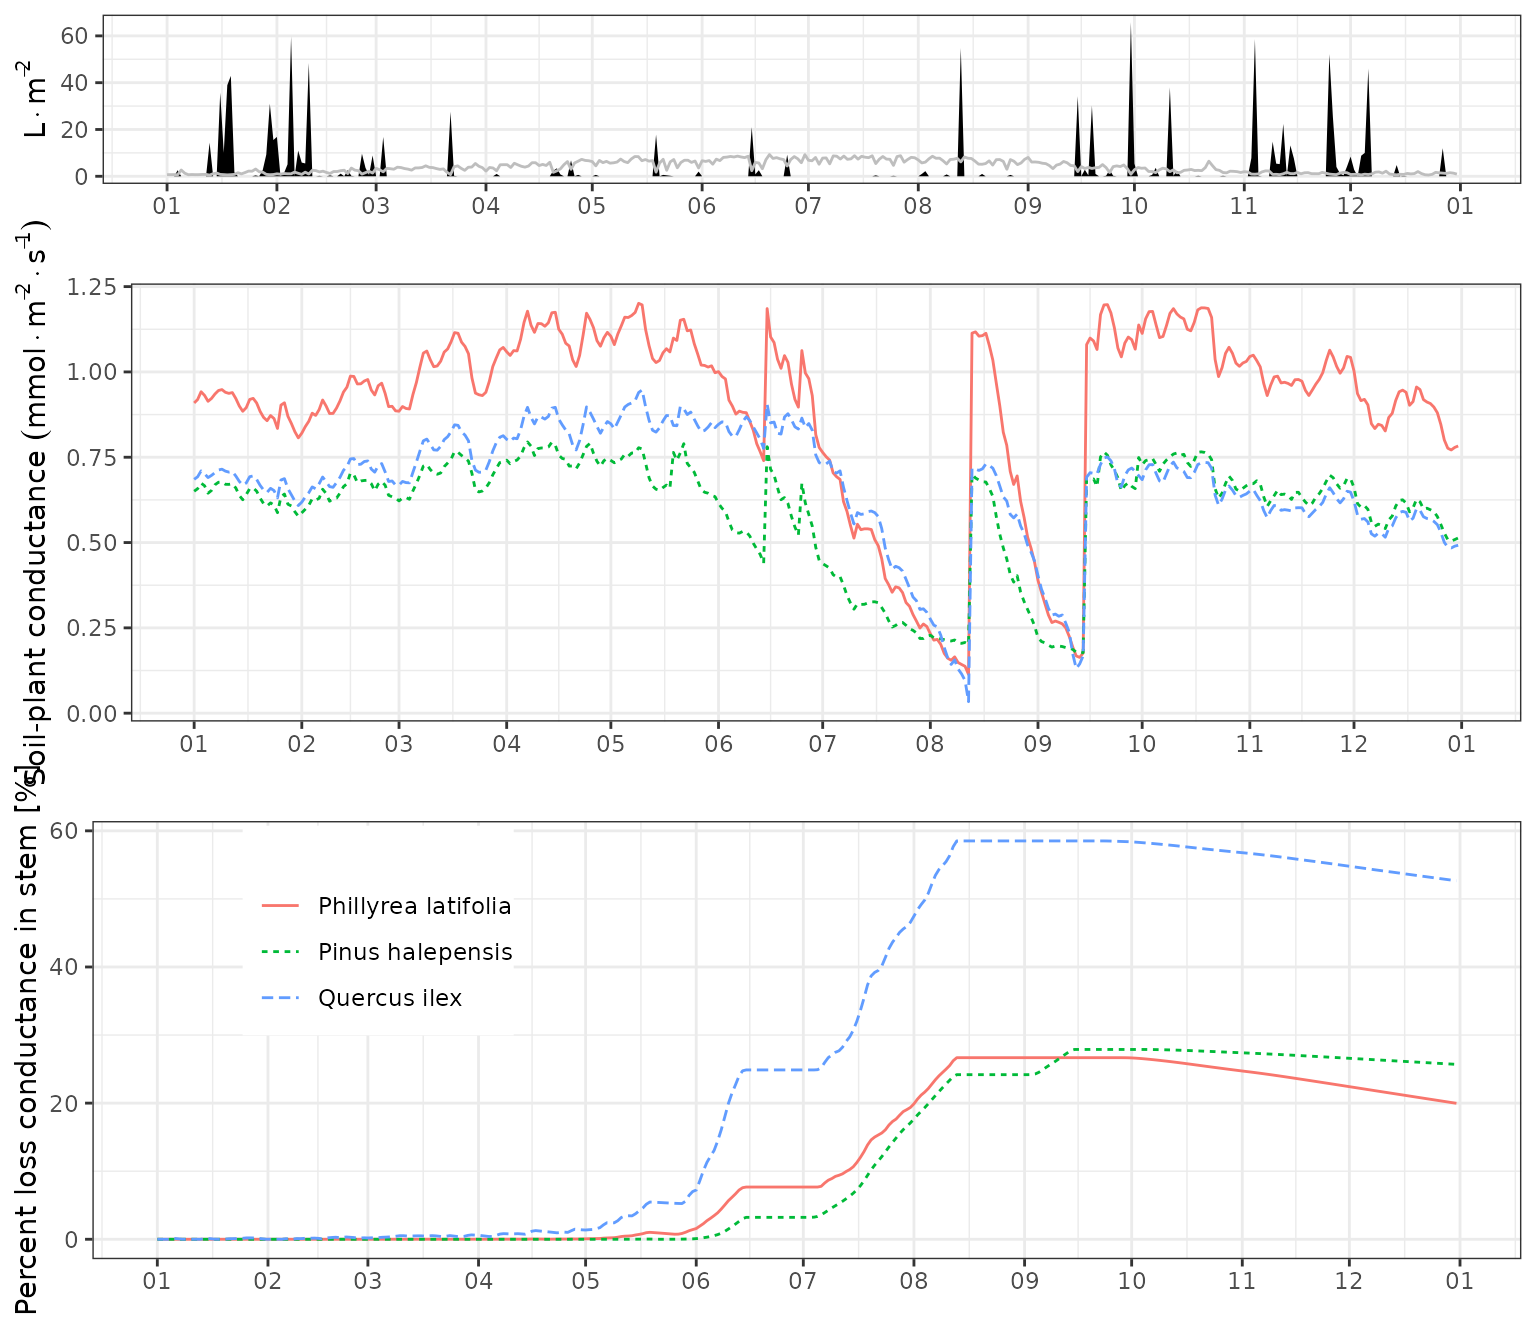 L·m⁻²
60
40
20
0
01 02 03 04 05 06 07 08 09 10 11 12 01
Soil-plant conductance (mmol·m⁻²·s⁻¹)
1.25
1.00
0.75
0.50
0.25
0.00
01 02 03 04 05 06 07 08 09 10 11 12 01
Percent loss conductance in stem [%]
60
40
20
0
Phillyrea latifolia
Pinus halepensis
Quercus ilex
01 02 03 04 05 06 07 08 09 10 11 12 01